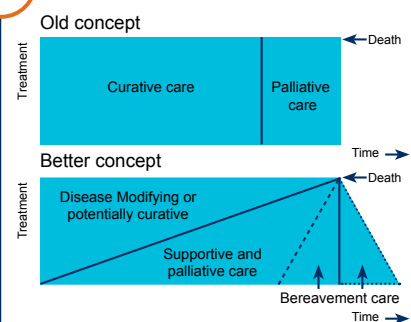 Old concept
Death
Treatment
Curative care
Palliative
care
Time
Better concept
Death
Treatment
Disease Modifying or
potentially curative
Supportive and
palliative care
Bereavement care
Time